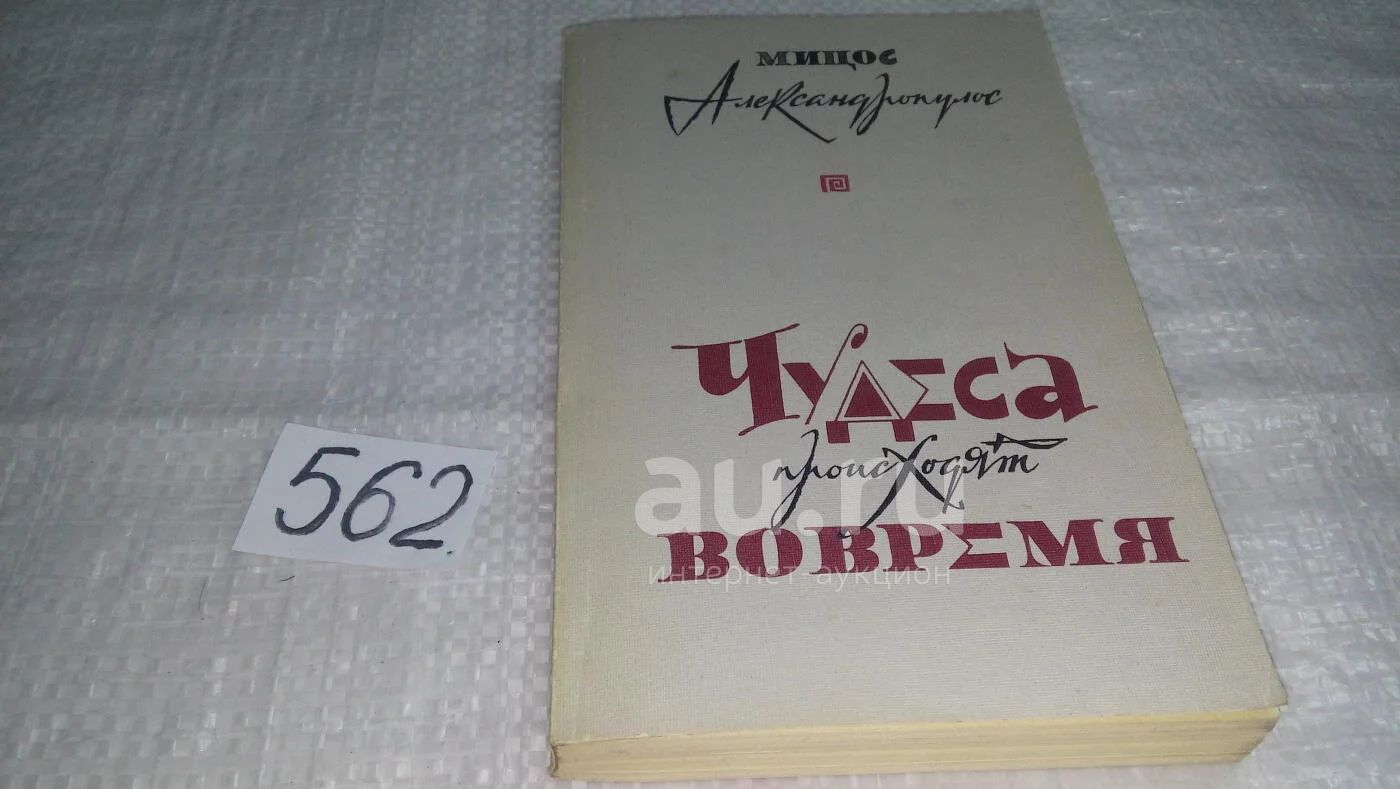 мицос
Александропулос
Чудеса
происходят
вовремя
562.
au.ru
интернет-аукцион